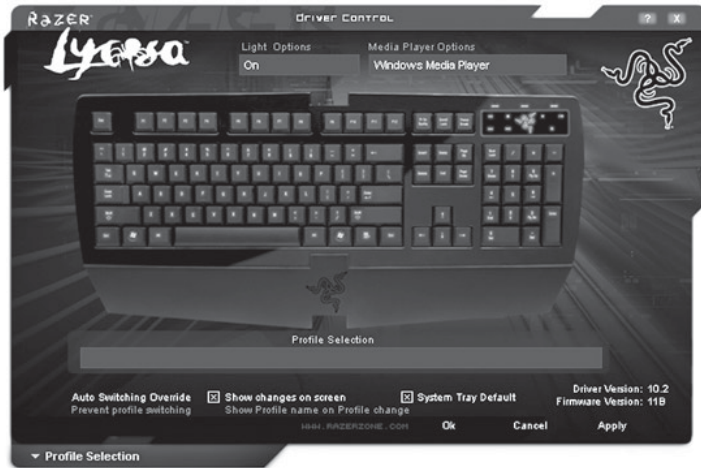 RAZER
Driver Control
? X
Lycosa
Light Options
On
Media Player Options
Windows Media Player
Profile Selection
Auto Switching Override
Prevent profile switching
Show changes on screen
Show Profile name on Profile change
System Tray Default
Driver Version: 10.2
Firmware Version: 11B
WWW.RAZERZONE.COM
Ok
Cancel
Apply
Profile Selection